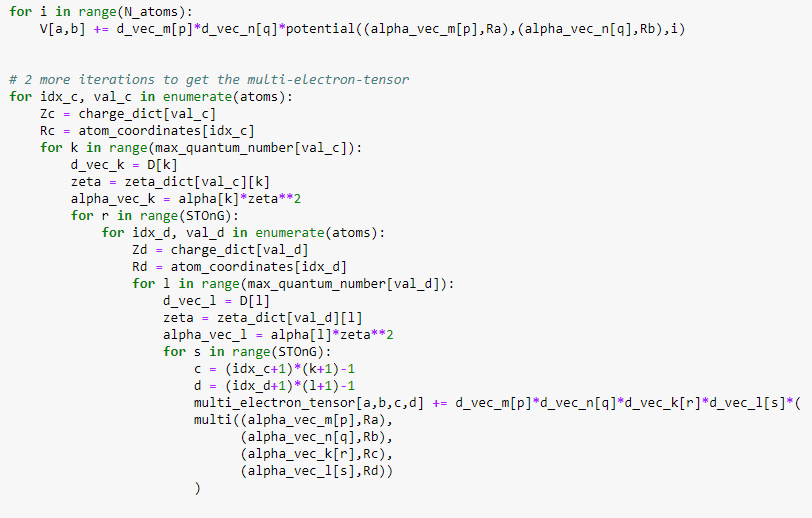 for i in range(N_atoms):
    V[a,b] += d_vec_m[p]*d_vec_n[q]*potential((alpha_vec_m[p],Ra),(alpha_vec_n[q],Rb),i)
# 2 more iterations to get the multi-electron-tensor
for idx_c, val_c in enumerate(atoms):
    Zc = charge_dict[val_c]
    Rc = atom_coordinates[idx_c]
    for k in range(max_quantum_number[val_c]):
        d_vec_k = D[k]
        zeta = zeta_dict[val_c][k]
        alpha_vec_k = alpha[k]*zeta**2
        for r in range(STOnG):
            for idx_d, val_d in enumerate(atoms):
                Zd = charge_dict[val_d]
                Rd = atom_coordinates[idx_d]
                for l in range(max_quantum_number[val_d]):
                    d_vec_l = D[l]
                    zeta = zeta_dict[val_d][l]
                    alpha_vec_l = alpha[l]*zeta**2
                    for s in range(STOnG):
                        c = (idx_c+1)*(k+1)-1
                        d = (idx_d+1)*(l+1)-1
                        multi_electron_tensor[a,b,c,d] += d_vec_m[p]*d_vec_n[q]*d_vec_k[r]*d_vec_l[s]*(
                        multi((alpha_vec_m[p],Ra),
                              (alpha_vec_n[q],Rb),
                              (alpha_vec_k[r],Rc),
                              (alpha_vec_l[s],Rd))
                        )